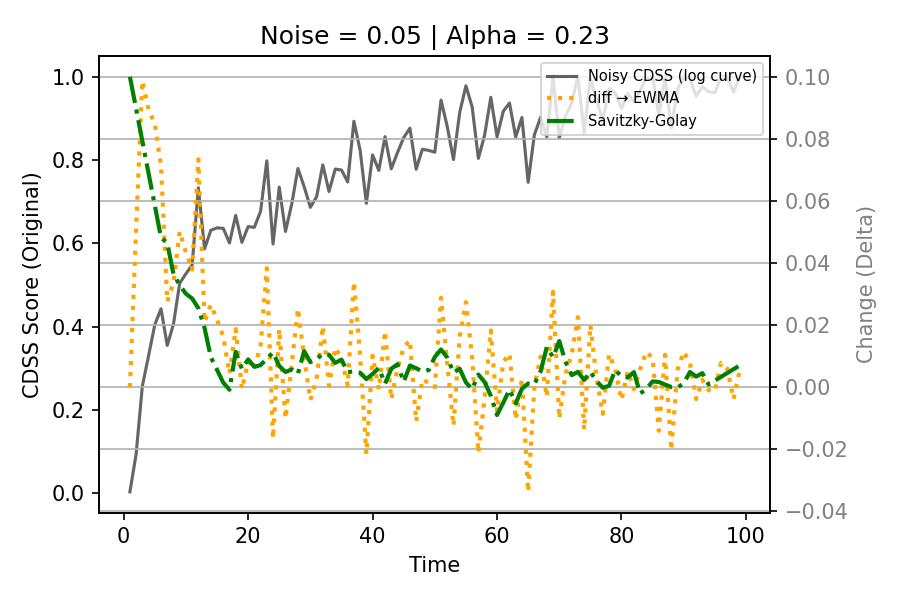 Noise = 0.05 | Alpha = 0.23
Noisy CDSS (log curve)
diff → EWMA
Savitzky-Golay
CDSS Score (Original)
1.0
0.8
0.6
0.4
0.2
0.0
0.10
0.08
0.06
0.04
0.02
0.00
−0.02
−0.04
Change (Delta)
0
20
40
60
80
100
Time